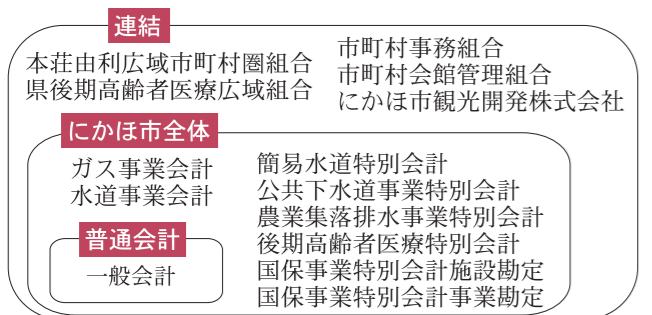 連結
本荘由利広域市町村圏組合
県後期高齢者医療広域組合
市町村事務組合
市町村会館管理組合
にかほ市観光開発株式会社
にかほ市全体
ガス事業会計
水道事業会計
簡易水道特別会計
公共下水道事業特別会計
農業集落排水事業特別会計
後期高齢者医療特別会計
国保事業特別会計施設勘定
国保事業特別会計事業勘定
普通会計
一般会計